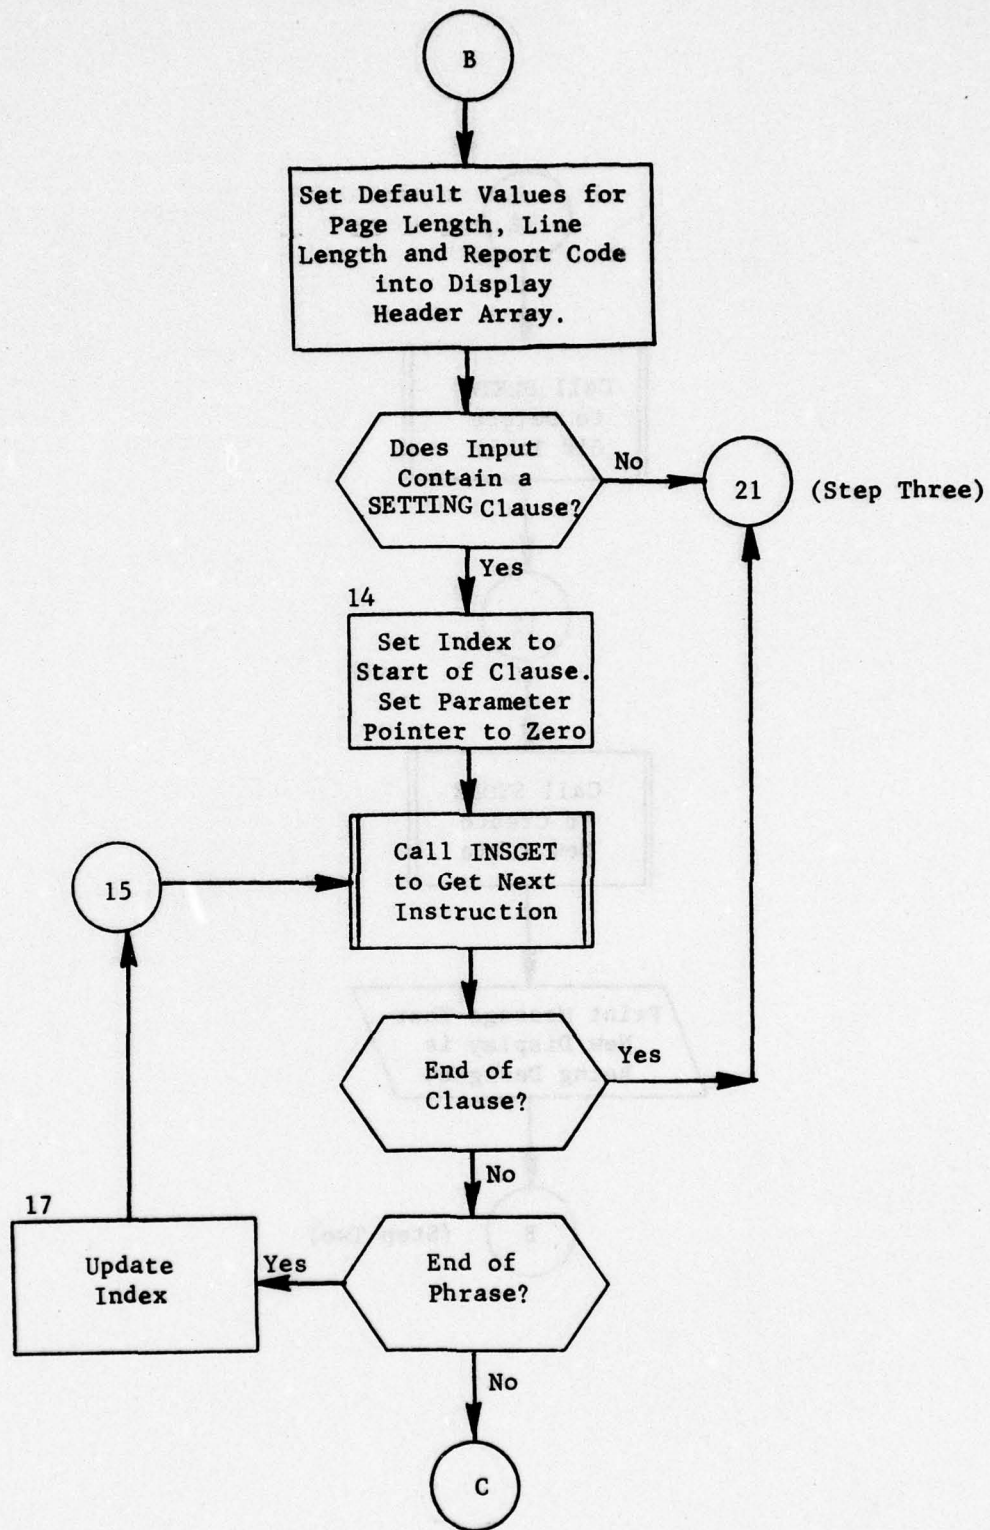 B
Set Default Values for
Page Length, Line
Length and Report Code
into Display
Header Array.
Does Input
Contain a
SETTING Clause?
No
21
(Step Three)
Yes
14
Set Index to
Start of Clause.
Set Parameter
Pointer to Zero
15
Call INSGET
to Get Next
Instruction
End of
Clause?
Yes
No
17
Update
Index
Yes
End of
Phrase?
No
C